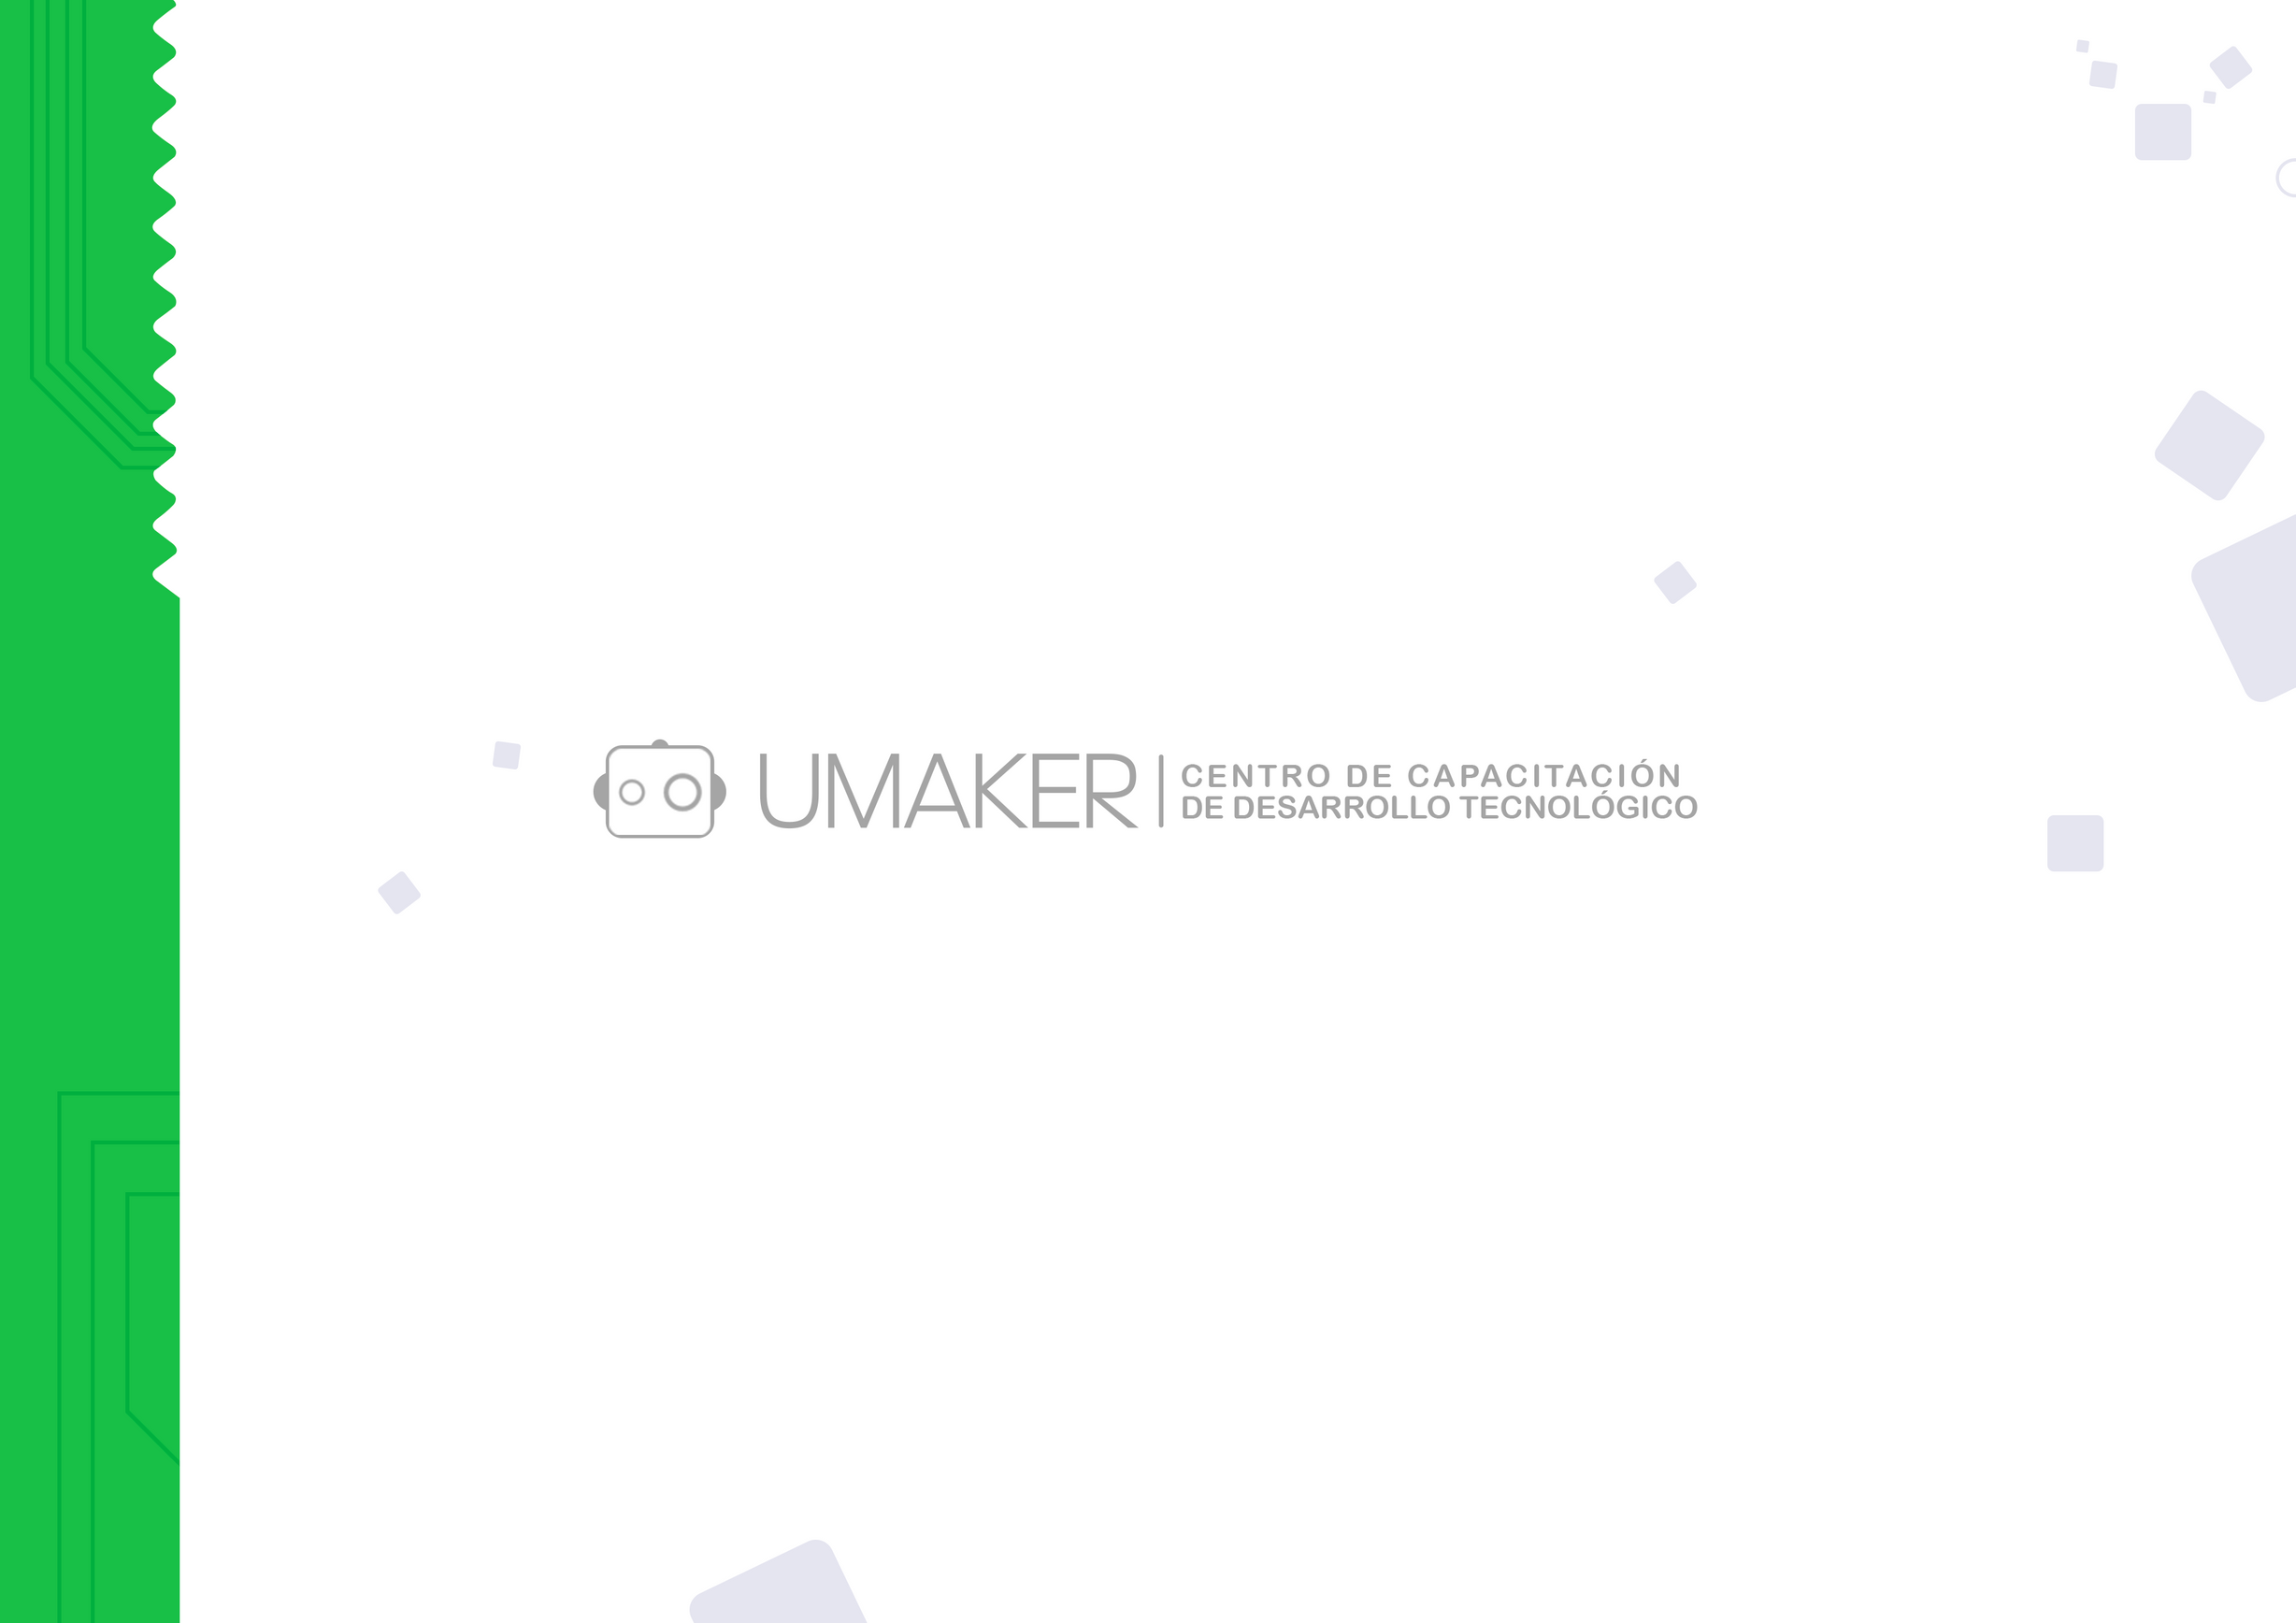 UMAKER
CENTRO DE CAPACITACIÓN
DE DESARROLLO TECNOLÓGICO